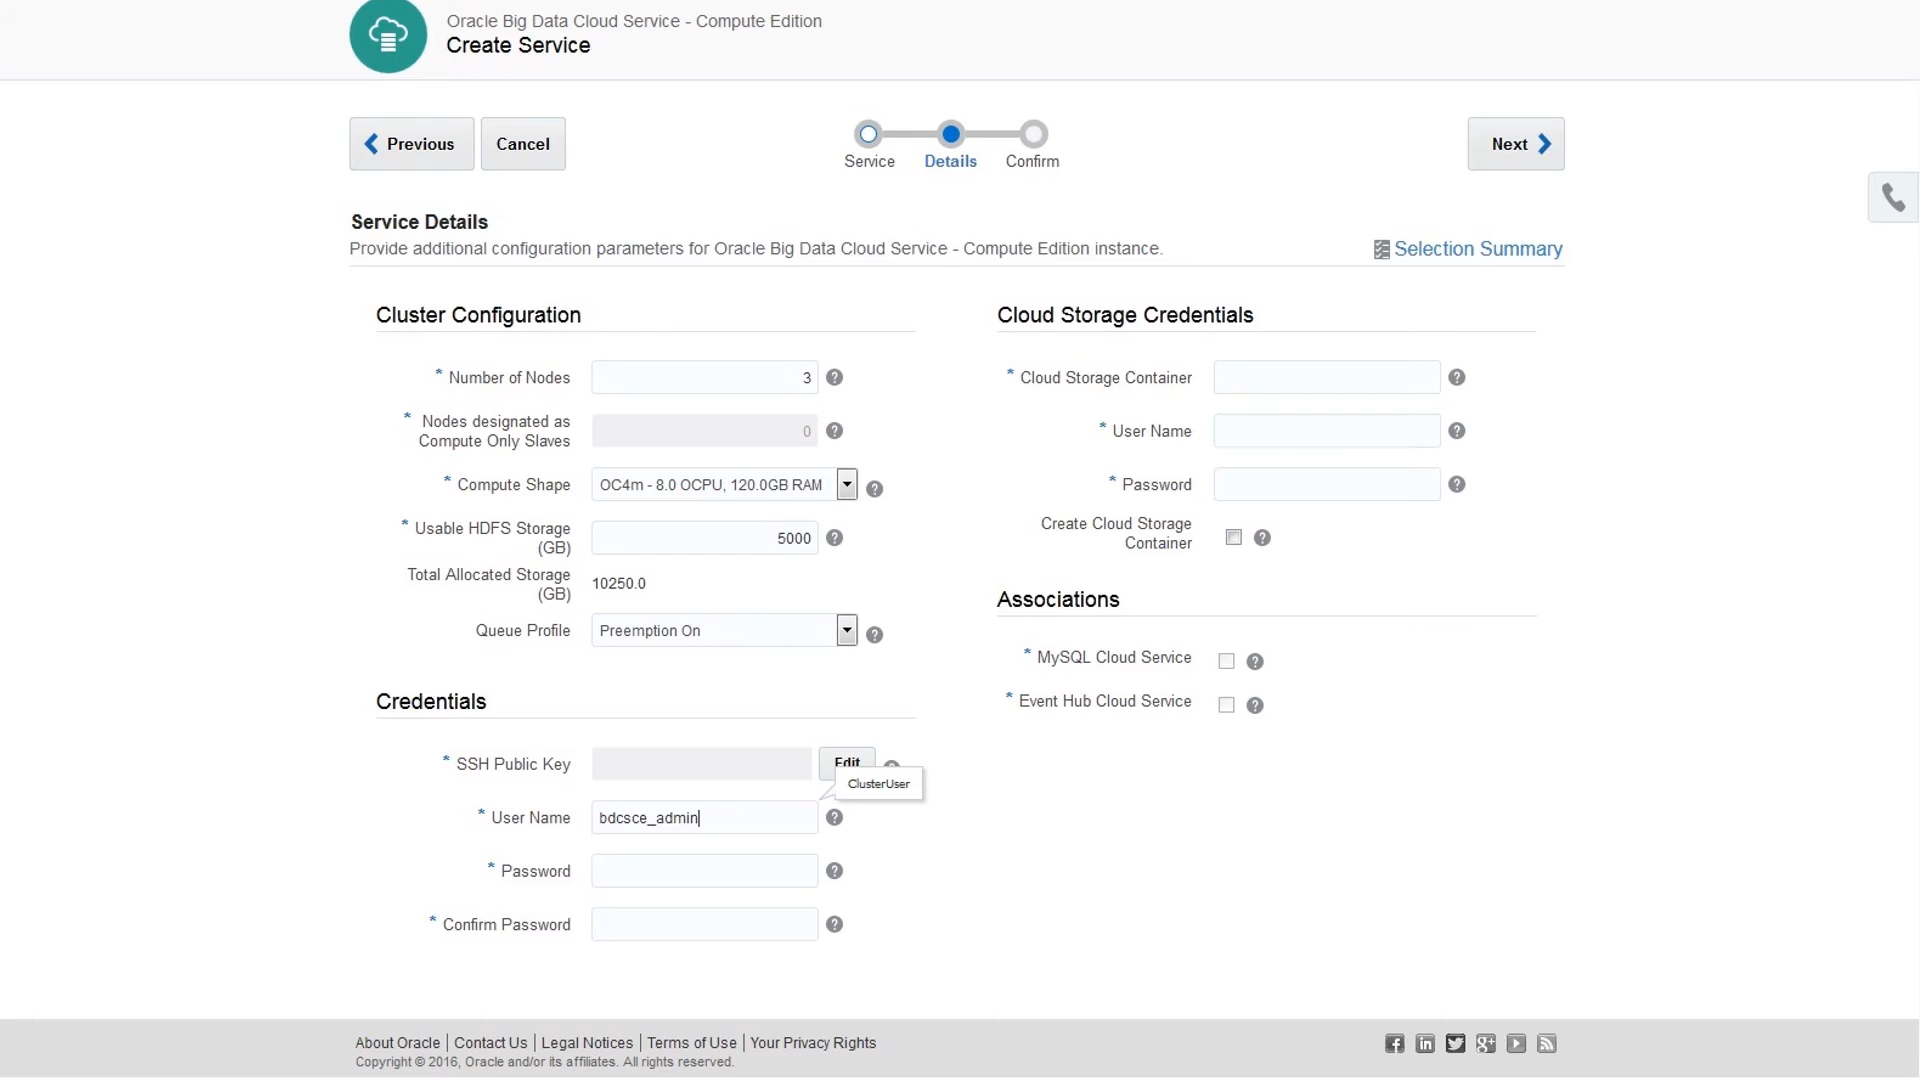 Oracle Big Data Cloud Service - Compute Edition
Create Service
Previous
Cancel
Service
Details
Confirm
Next
Service Details
Provide additional configuration parameters for Oracle Big Data Cloud Service - Compute Edition instance.
Selection Summary
Cluster Configuration
* Number of Nodes 3
* Nodes designated as
Compute Only Slaves 0
* Compute Shape OC4m - 8.0 OCPU, 120.0GB RAM
* Usable HDFS Storage
(GB) 5000
Total Allocated Storage
(GB) 10250.0
Queue Profile Preemption On
Credentials
* SSH Public Key Edit
ClusterUser
* User Name bdcsce_admin
* Password
* Confirm Password
Cloud Storage Credentials
* Cloud Storage Container
* User Name
* Password
Create Cloud Storage
Container
Associations
* MySQL Cloud Service
* Event Hub Cloud Service
About Oracle | Contact Us | Legal Notices | Terms of Use | Your Privacy Rights
Copyright © 2016, Oracle and/or its affiliates. All rights reserved.